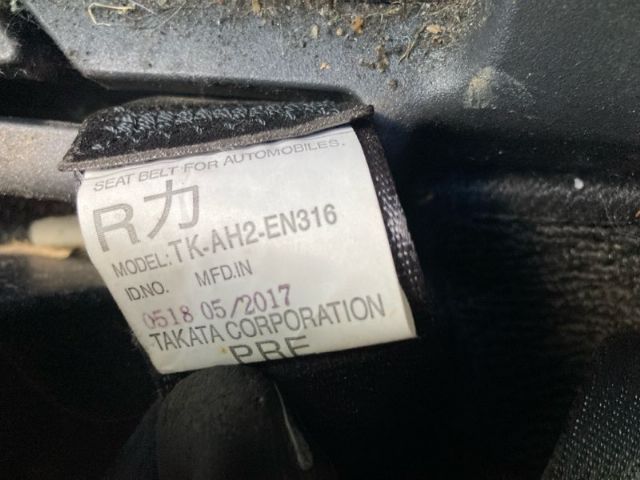 SEAT BELT FOR AUTOMOBILES.
R力
MODEL:TK-AH2-EN316
ID.NO. MFD.IN
0518 05/2017
TAKATA CORPORATION
PRE